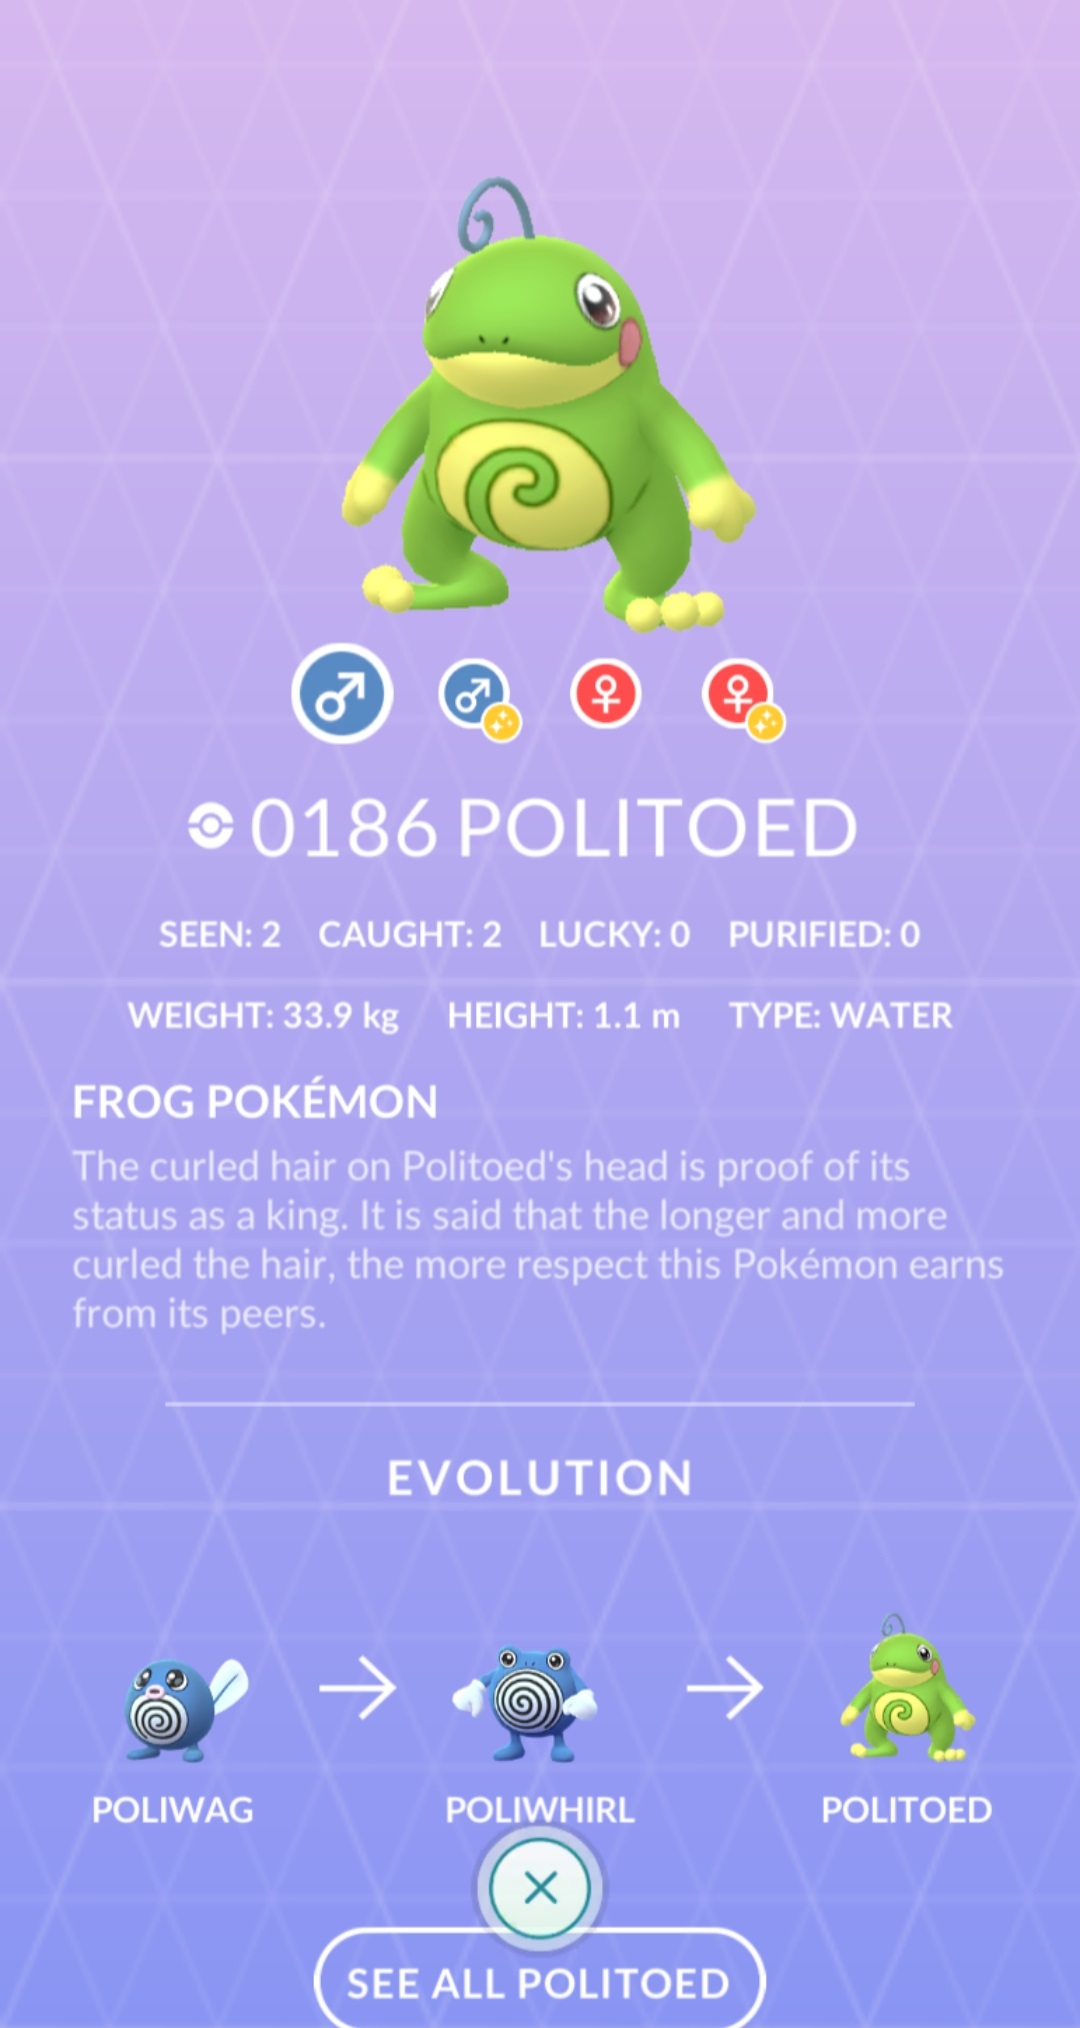 0186 POLITOED
SEEN: 2 CAUGHT: 2 LUCKY: 0 PURIFIED: 0
WEIGHT: 33.9 kg HEIGHT: 1.1 m TYPE: WATER
FROG POKÉMON
The curled hair on Politoed's head is proof of its
status as a king. It is said that the longer and more
curled the hair, the more respect this Pokémon earns
from its peers.
EVOLUTION
POLIWAG POLIWHIRL POLITOED
SEE ALL POLITOED